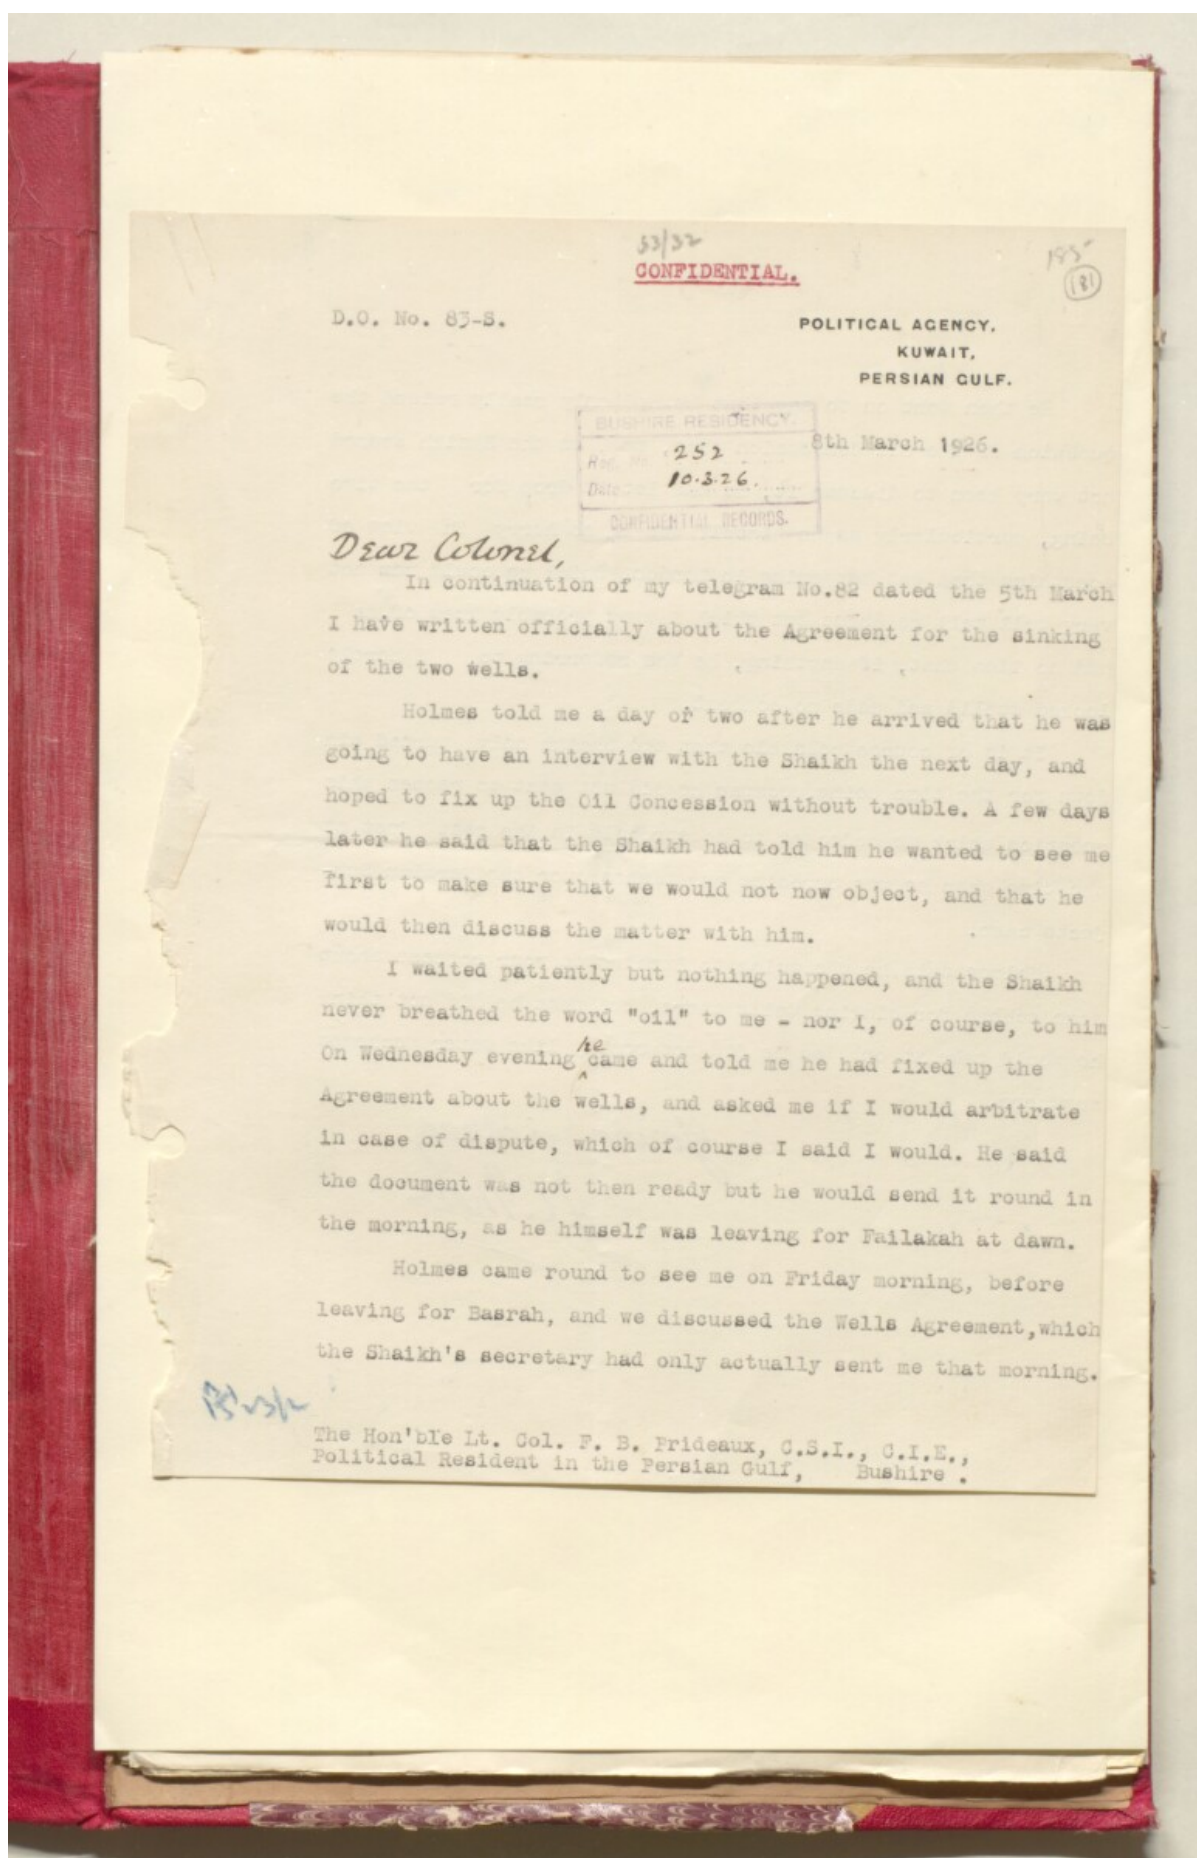 53/32
CONFIDENTIAL.
185
181
D.O. No. 83-S.
POLITICAL AGENCY,
KUWAIT,
PERSIAN GULF.
BUSHIRE RESIDENCY.
Reg. No. 252
Date 10.3.26.
CONFIDENTIAL RECORDS.
8th March 1926.
Dear Colonel,
In continuation of my telegram No.82 dated the 5th March
I have written officially about the Agreement for the sinking
of the two wells.
Holmes told me a day or two after he arrived that he was
going to have an interview with the Shaikh the next day, and
hoped to fix up the Oil Concession without trouble. A few days
later he said that the Shaikh had told him he wanted to see me
first to make sure that we would not now object, and that he
would then discuss the matter with him.
I waited patiently but nothing happened, and the Shaikh
never breathed the word "oil" to me - nor I, of course, to him
On Wednesday evening he came and told me he had fixed up the
Agreement about the wells, and asked me if I would arbitrate
in case of dispute, which of course I said I would. He said
the document was not then ready but he would send it round in
the morning, as he himself was leaving for Failakah at dawn.
Holmes came round to see me on Friday morning, before
leaving for Basrah, and we discussed the Wells Agreement,which
the Shaikh's secretary had only actually sent me that morning.
The Hon'ble Lt. Col. F. B. Prideaux, C.S.I., C.I.E.,
Political Resident in the Persian Gulf, Bushire .